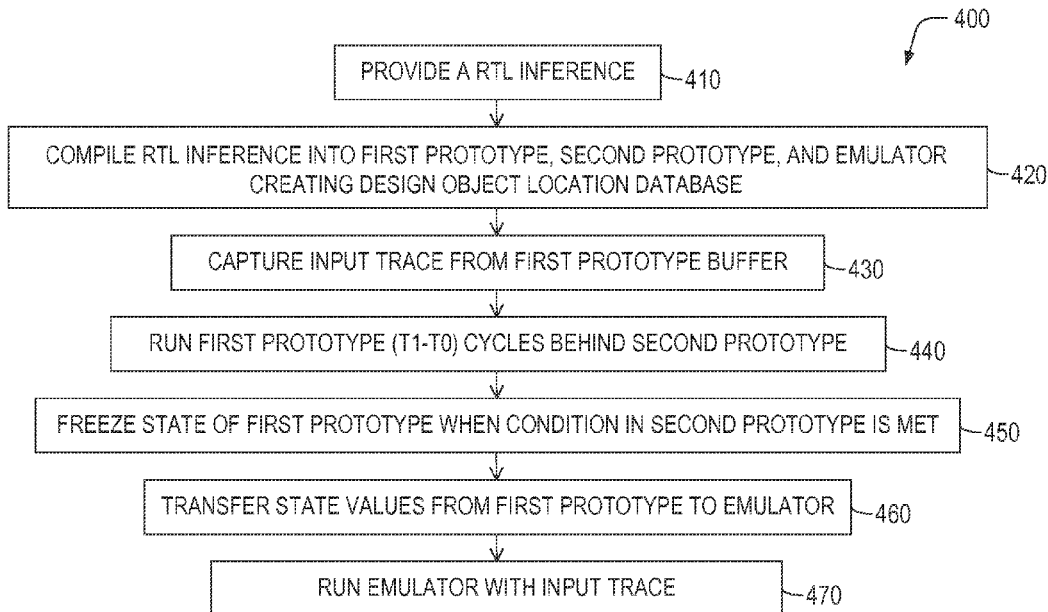 400
PROVIDE A RTL INFERENCE
410
COMPILE RTL INFERENCE INTO FIRST PROTOTYPE, SECOND PROTOTYPE, AND EMULATOR
CREATING DESIGN OBJECT LOCATION DATABASE
420
CAPTURE INPUT TRACE FROM FIRST PROTOTYPE BUFFER
430
RUN FIRST PROTOTYPE (T1-T0) CYCLES BEHIND SECOND PROTOTYPE
440
FREEZE STATE OF FIRST PROTOTYPE WHEN CONDITION IN SECOND PROTOTYPE IS MET
450
TRANSFER STATE VALUES FROM FIRST PROTOTYPE TO EMULATOR
460
RUN EMULATOR WITH INPUT TRACE
470